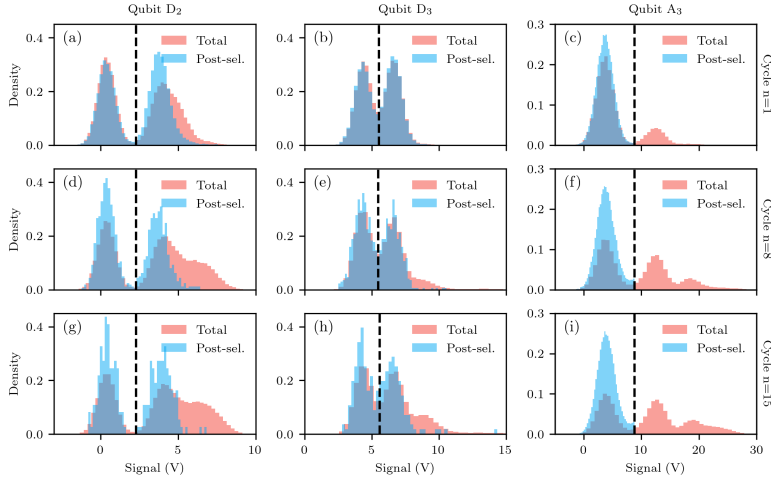 Qubit D2 Qubit D3 Qubit A3
(a) Total Post-sel. 0.4 0.2 0.0 Density
(b) Total Post-sel. 0.4 0.2 0.0
(c) Total Post-sel. 0.3 0.2 0.1 0.0 Cycle n=1
(d) Total Post-sel. 0.4 0.2 0.0 Density
(e) Total Post-sel. 0.4 0.2 0.0
(f) Total Post-sel. 0.3 0.2 0.1 0.0 Cycle n=8
(g) Total Post-sel. 0.4 0.2 0.0 Density
(h) Total Post-sel. 0.4 0.2 0.0
(i) Total Post-sel. 0.3 0.2 0.1 0.0 Cycle n=15
0 5 10 0 5 10 15 0 10 20 30
Signal (V) Signal (V) Signal (V)